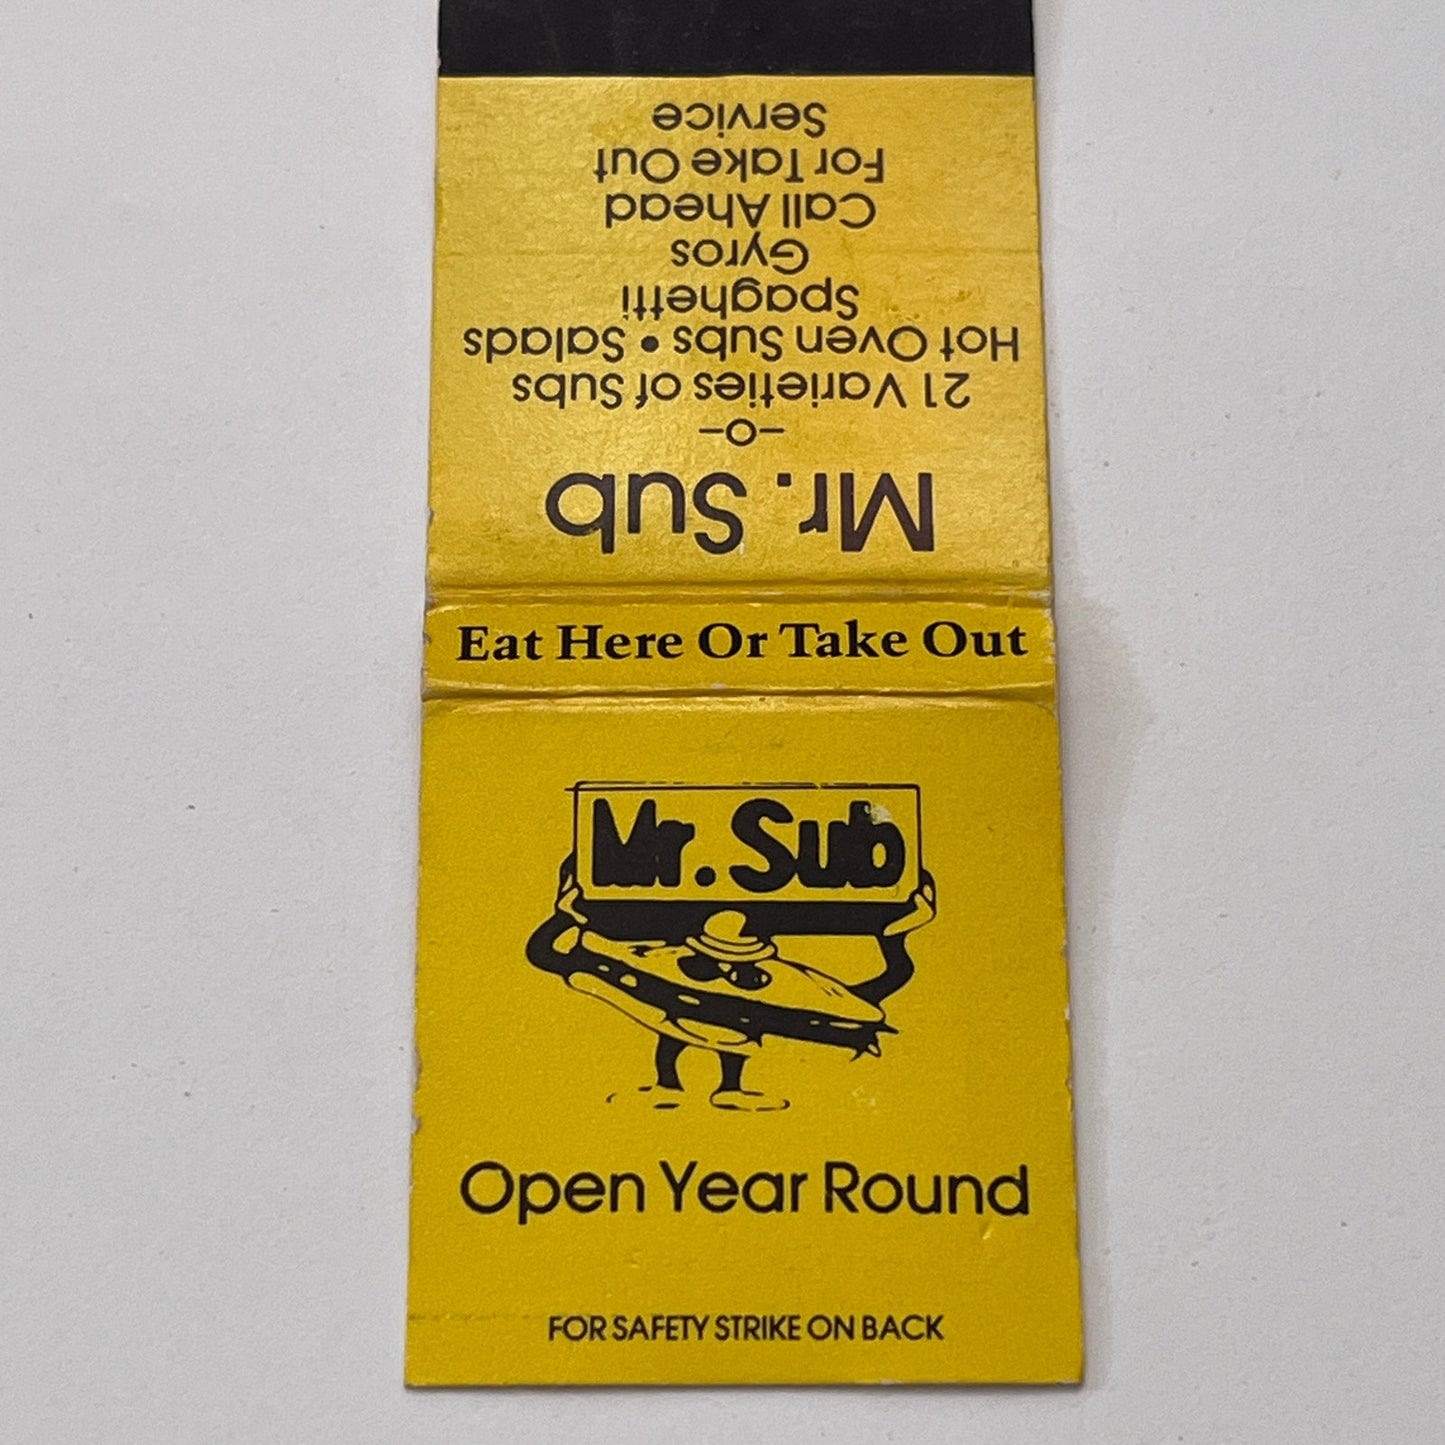 Mr. Sub
-o-
21 Varieties of Subs
Hot Oven Subs • Salads
Spaghetti
Gyros
Call Ahead
For Take Out
Service
Eat Here Or Take Out
Mr. Sub
Open Year Round
FOR SAFETY STRIKE ON BACK